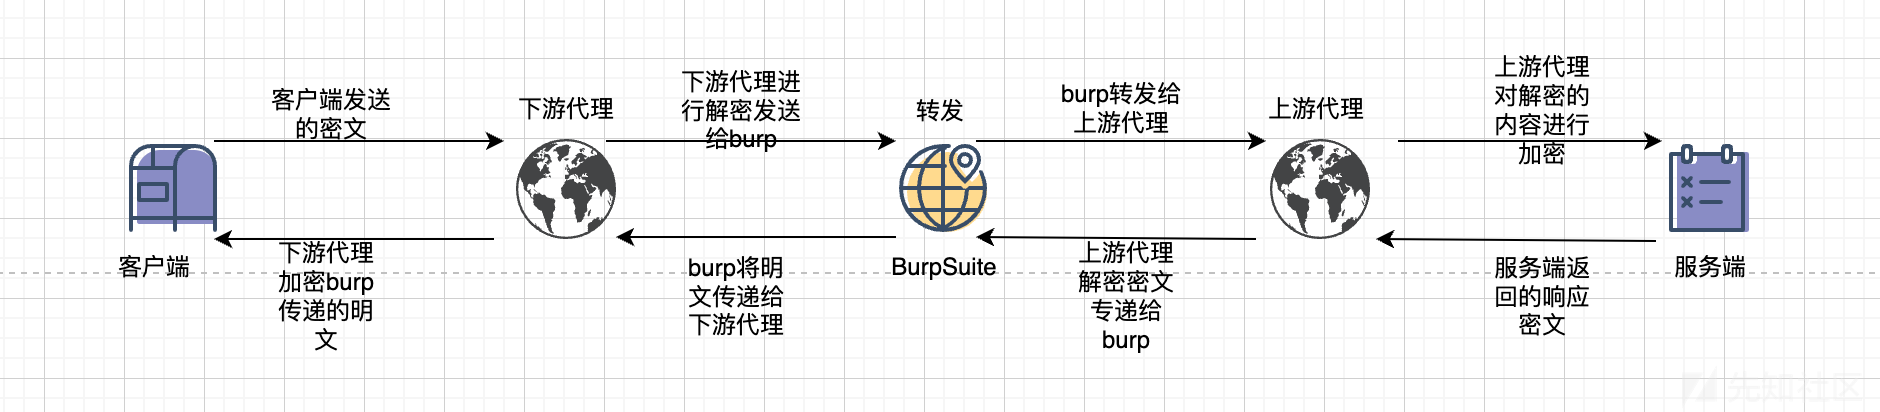 客户端发送
的密文
下游代理
下游代理进
行解密发送
给burp
转发
burp转发给
上游代理
上游代理
上游代理
对解密的
内容进行
加密
客户端
下游代理
加密burp
传递的明
文
burp将明
文传递给
下游代理
BurpSuite
上游代理
解密密文
专递给
burp
服务端返
回的响应
密文
服务端
先知社区